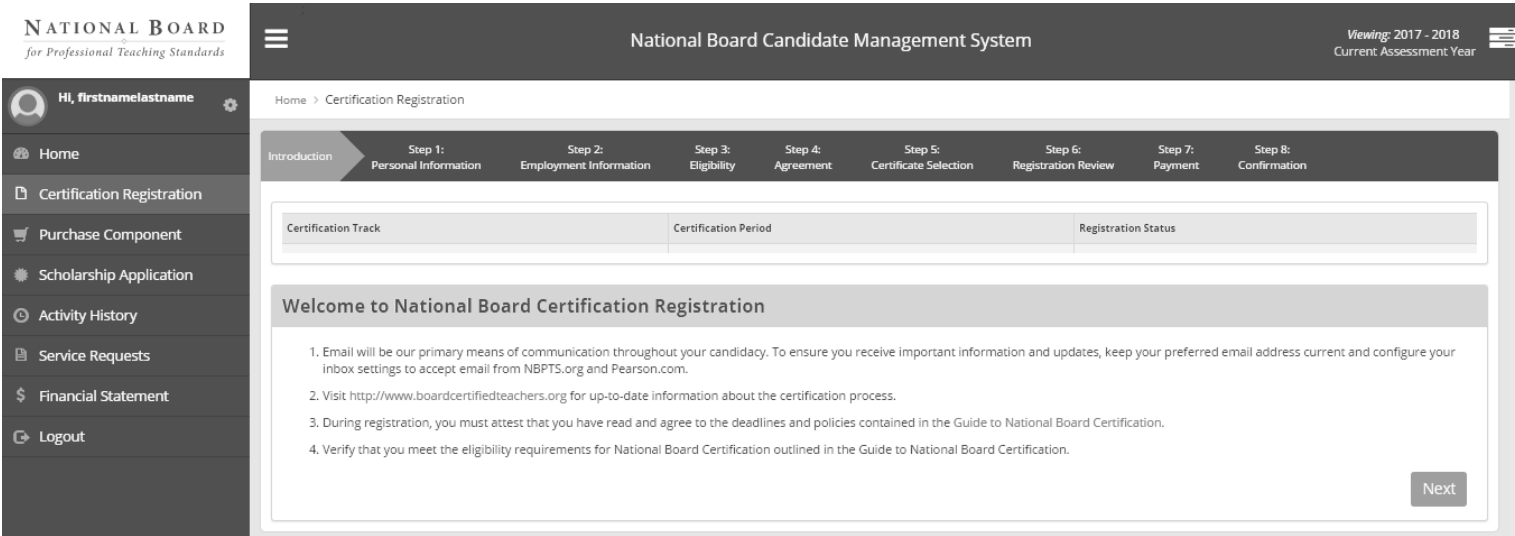 NATIONAL BOARD
for Professional Teaching Standards
National Board Candidate Management System
Viewing: 2017 - 2018
Current Assessment Year
Hi, firstnamelastname
Home
Certification Registration
Purchase Component
Scholarship Application
Activity History
Service Requests
Financial Statement
Logout
Home > Certification Registration
Introduction
Step 1:
Personal Information
Step 2:
Employment Information
Step 3:
Eligibility
Step 4:
Agreement
Step 5:
Certificate Selection
Step 6:
Registration Review
Step 7:
Payment
Step 8:
Confirmation
Certification Track
Certification Period
Registration Status
Welcome to National Board Certification Registration
1. Email will be our primary means of communication throughout your candidacy. To ensure you receive important information and updates, keep your preferred email address current and configure your
inbox settings to accept email from NBPTS.org and Pearson.com.
2. Visit http://www.boardcertifiedteachers.org for up-to-date information about the certification process.
3. During registration, you must attest that you have read and agree to the deadlines and policies contained in the Guide to National Board Certification.
4. Verify that you meet the eligibility requirements for National Board Certification outlined in the Guide to National Board Certification.
Next